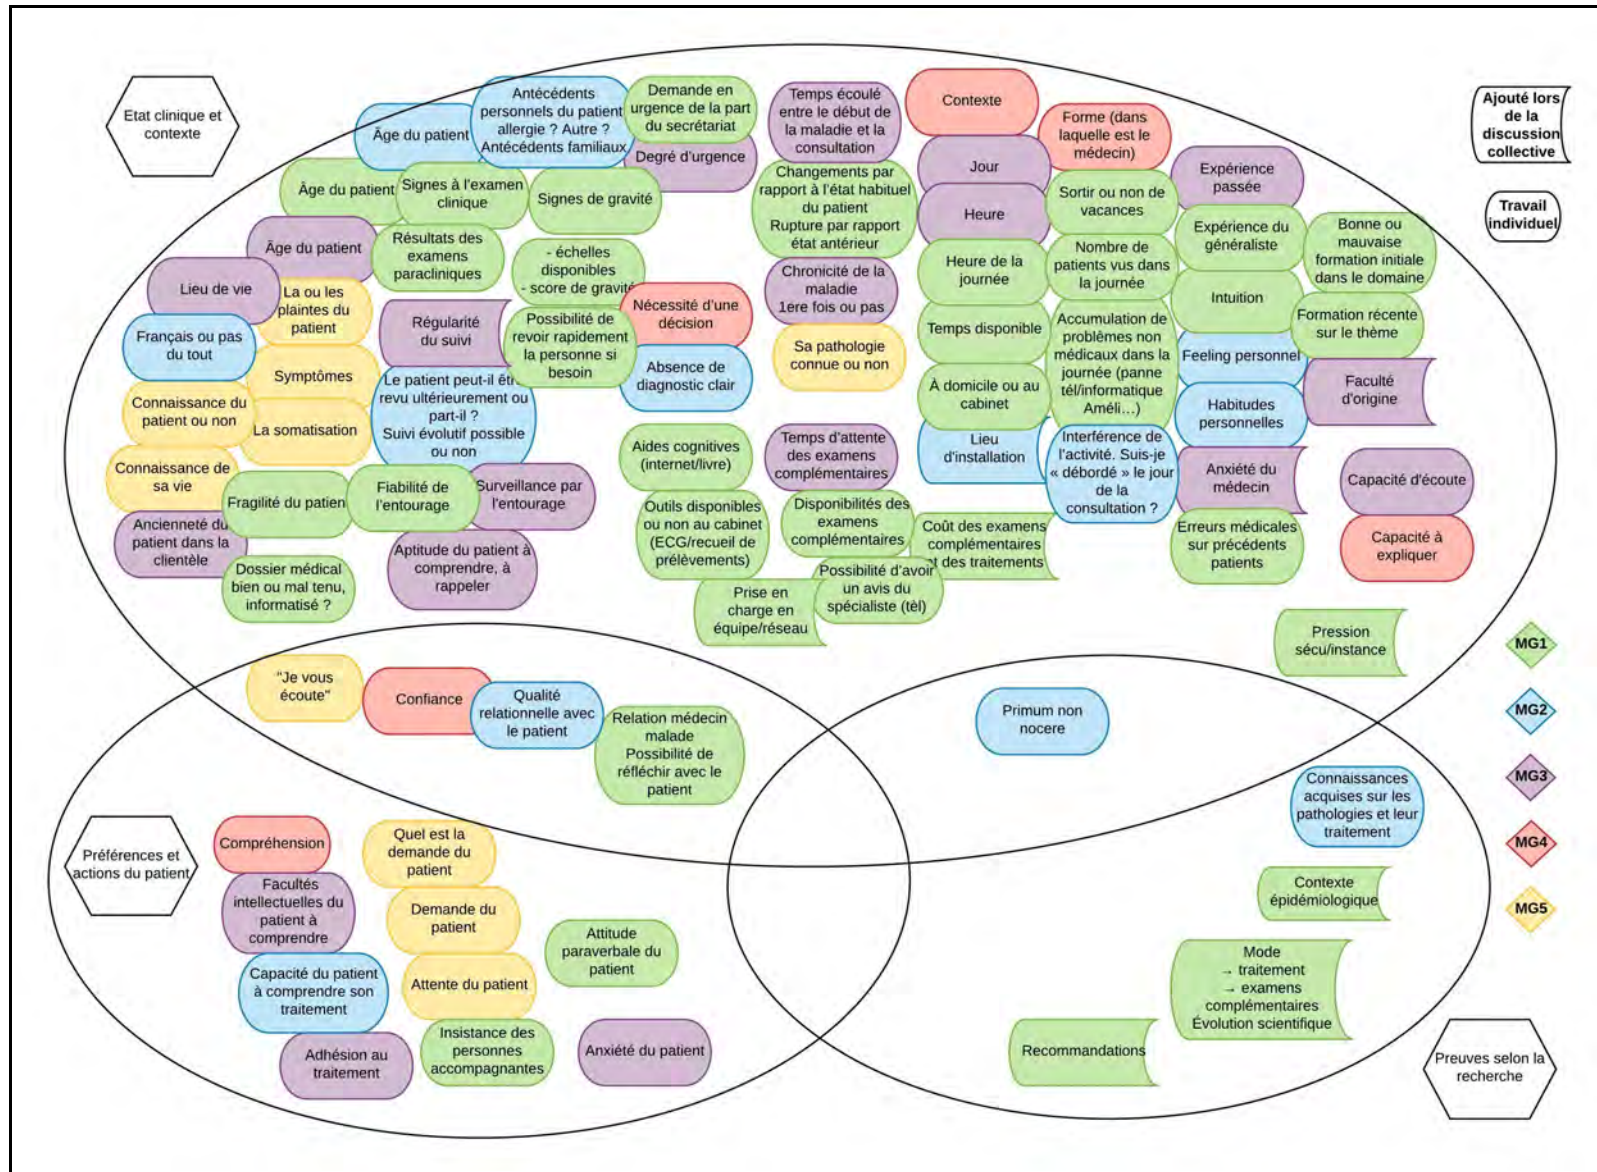 Etat clinique et
contexte
Âge du patient
Antécédents
personnels du patient
allergie ? Autre ?
Antécédents familiaux
Demande en
urgence de la part
du secrétariat
Degré d'urgence
Temps écoulé
entre le début de
la maladie et la
consultation
Contexte
Forme (dans
laquelle est le
médecin)
Ajouté lors
de la
discussion
collective
Travail
individuel
Âge du patient
Signes à l'examen
clinique
Signes de gravité
Changements par
rapport à l'état habituel
du patient
Rupture par rapport
état antérieur
Jour
Heure
Sortir ou non de
vacances
Expérience
passée
Expérience du
généraliste
Bonne ou
mauvaise
formation initiale
dans le domaine
Âge du patient
Résultats des
examens
paracliniques
- échelles
disponibles
- score de gravité
Chronicité de la
maladie
1ere fois ou pas
Heure de la
journée
Nombre de
patients vus dans
la journée
Intuition
Formation récente
sur le thème
Lieu de vie
La ou les
plaintes du
patient
Régularité
du suivi
Possibilité de
revoir rapidement
la personne si
besoin
Nécessité d'une
décision
Sa pathologie
connue ou non
Temps disponible
Accumulation de
problèmes non
médicaux dans la
journée (panne
tél/informatique
Améli…)
Feeling personnel
Français ou pas
du tout
Symptômes
Le patient peut-il être
revu ultérieurement ou
part-il ?
Suivi évolutif possible
ou non
Absence de
diagnostic clair
À domicile ou au
cabinet
Habitudes
personnelles
Faculté
d'origine
Connaissance du
patient ou non
La somatisation
Aides cognitives
(internet/livre)
Temps d'attente
des examens
complémentaires
Lieu
d'installation
Interférence de
l'activité. Suis-je
« débordé » le jour
de la
consultation ?
Anxiété du
médecin
Capacité d'écoute
Connaissance de
sa vie
Fragilité du patien
Fiabilité de
l'entourage
Surveillance par
l'entourage
Outils disponibles
ou non au cabinet
(ECG/recueil de
prélèvements)
Disponibilités des
examens
complémentaires
Coût des examens
complémentaires
et des traitements
Erreurs médicales
sur précédents
patients
Capacité à
expliquer
Ancienneté du
patient dans la
clientèle
Dossier médical
bien ou mal tenu,
informatisé ?
Aptitude du patient à
comprendre, à
rappeler
Prise en
charge en
équipe/réseau
Possibilité d'avoir
un avis du
spécialiste (tèl)
Pression
sécu/instance
"Je vous
écoute"
Confiance
Qualité
relationnelle avec
le patient
Relation médecin
malade
Possibilité de
réfléchir avec le
patient
Primum non
nocere
MG1
MG2
MG3
MG4
MG5
Connaissances
acquises sur les
pathologies et leur
traitement
Préférences et
actions du patient
Compréhension
Quel est la
demande du
patient
Facultés
intellectuelles du
patient à
comprendre
Demande du
patient
Attitude
paraverbale du
patient
Contexte
épidémiologique
Capacité du patient
à comprendre son
traitement
Attente du patient
Mode
→ traitement
→ examens
complémentaires
Évolution scientifique
Adhésion au
traitement
Insistance des
personnes
accompagnantes
Anxiété du patient
Recommandations
Preuves selon la
recherche